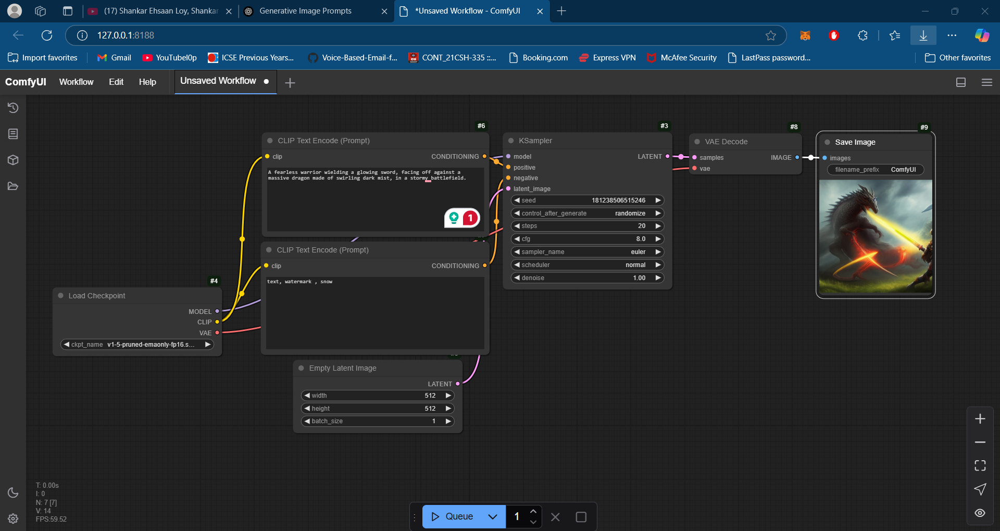 (17) Shankar Ehsaan Loy, Shankar
Generative Image Prompts
*Unsaved Workflow - ComfyUI
127.0.0.1:8188
Import favorites
Gmail
YouTubel0p
ICSE Previous Years...
Voice-Based-Email-f...
CONT_21CSH-335 ::...
Booking.com
Express VPN
McAfee Security
LastPass password...
Other favorites
ComfyUI
Workflow
Edit
Help
Unsaved Workflow
#6
CLIP Text Encode (Prompt)
clip
CONDITIONING
A fearless warrior wielding a glowing sword, facing off against a
massive dragon made of swirling dark mist, in a stormy battlefield.
1
CLIP Text Encode (Prompt)
clip
CONDITIONING
text, watermark , snow
#4
Load Checkpoint
MODEL
CLIP
VAE
ckpt_name v1-5-pruned-emaonly-fp16.s...
Empty Latent Image
LATENT
width 512
height 512
batch_size 1
#3
KSampler
model
LATENT
positive
negative
latent_image
seed 181238506515246
control_after_generate randomize
steps 20
cfg 8.0
sampler_name euler
scheduler normal
denoise 1.00
#8
VAE Decode
samples
IMAGE
vae
#9
Save Image
images
filename_prefix ComfyUI
T: 0.00s
I: 0
N: 7 [7]
V: 14
FPS:59.52
Queue
1